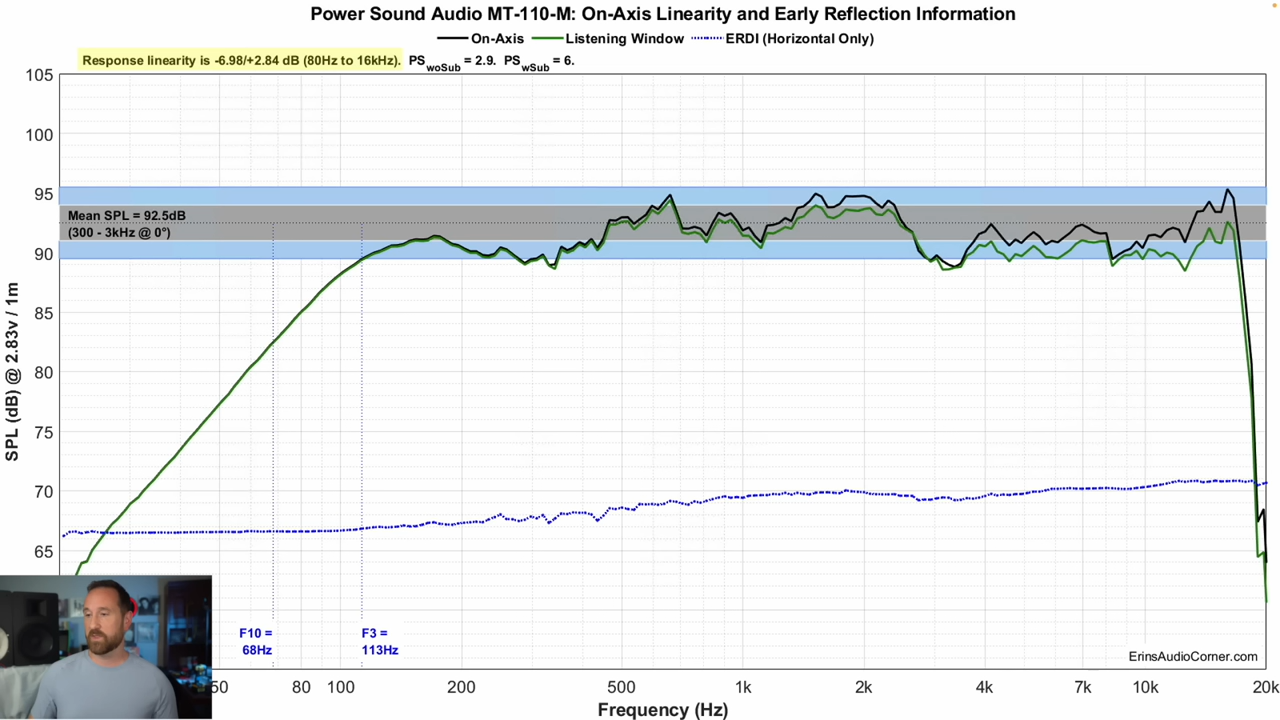 Power Sound Audio MT-110-M: On-Axis Linearity and Early Reflection Information
On-Axis Listening Window ERDI (Horizontal Only)
Response linearity is -6.98/+2.84 dB (80Hz to 16kHz). PSwoSub = 2.9. PSwSub = 6.
105
100
95
90
85
80
75
70
65
SPL (dB) @ 2.83v / 1m
Mean SPL = 92.5dB
(300 - 3kHz @ 0°)
F10 =
68Hz
F3 =
113Hz
ErinsAudioCorner.com
50 80 100 200 500 1k 2k 4k 7k 10k 20k
Frequency (Hz)